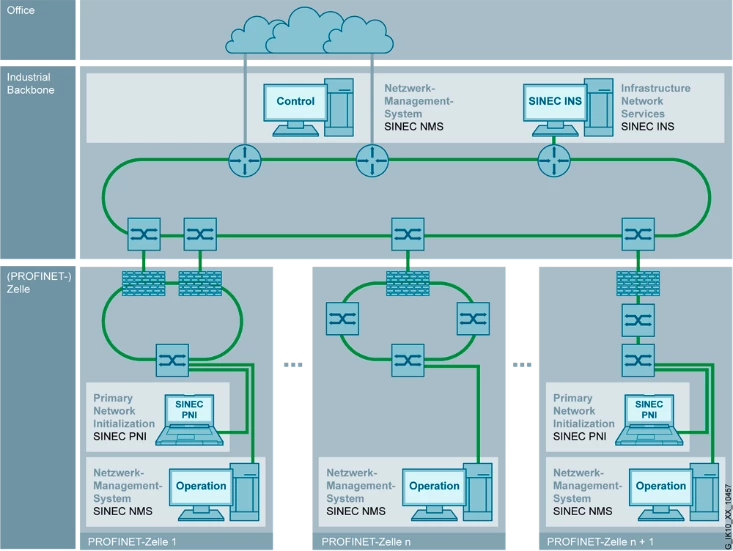 Office
Industrial
Backbone
Control
Netzwerk-
Management-
System
SINEC NMS
SINEC INS
Infrastructure
Network
Services
SINEC INS
(PROFINET-)
Zelle
...
...
Primary
Network
Initialization
SINEC PNI
SINEC
PNI
Netzwerk-
Management-
System
SINEC NMS
Operation
PROFINET-Zelle 1
Netzwerk-
Management-
System
SINEC NMS
Operation
PROFINET-Zelle n
Primary
Network
Initialization
SINEC PNI
SINEC
PNI
Netzwerk-
Management-
System
SINEC NMS
Operation
PROFINET-Zelle n + 1
G_IK10_XX_10457